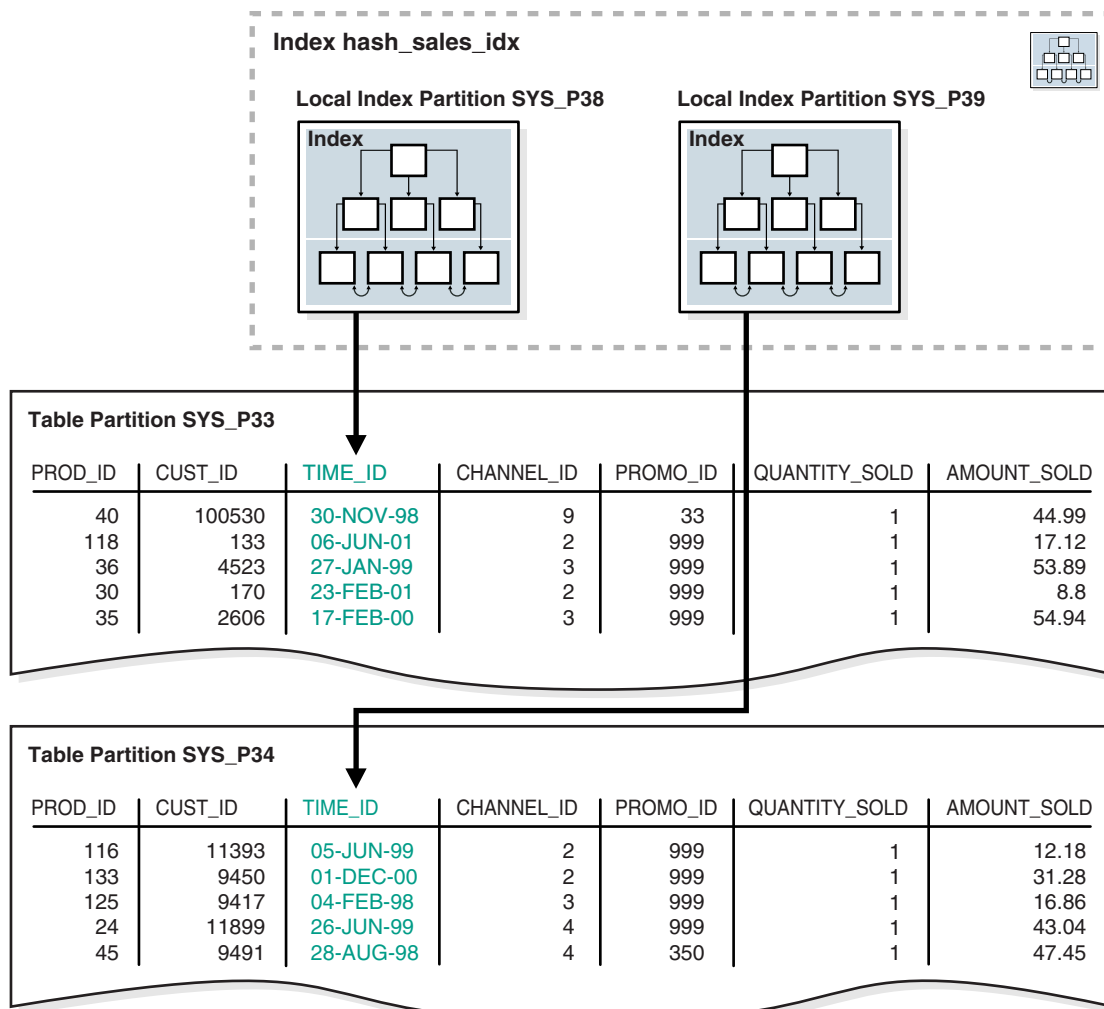 Index hash_sales_idx
Local Index Partition SYS_P38 Local Index Partition SYS_P39
Index Index
Table Partition SYS_P33
PROD_ID CUST_ID TIME_ID CHANNEL_ID PROMO_ID QUANTITY_SOLD AMOUNT_SOLD
40 100530 30-NOV-98 9 33 1 44.99
118 133 06-JUN-01 2 999 1 17.12
36 4523 27-JAN-99 3 999 1 53.89
30 170 23-FEB-01 2 999 1 8.8
35 2606 17-FEB-00 3 999 1 54.94
Table Partition SYS_P34
PROD_ID CUST_ID TIME_ID CHANNEL_ID PROMO_ID QUANTITY_SOLD AMOUNT_SOLD
116 11393 05-JUN-99 2 999 1 12.18
133 9450 01-DEC-00 2 999 1 31.28
125 9417 04-FEB-98 3 999 1 16.86
24 11899 26-JUN-99 4 999 1 43.04
45 9491 28-AUG-98 4 350 1 47.45